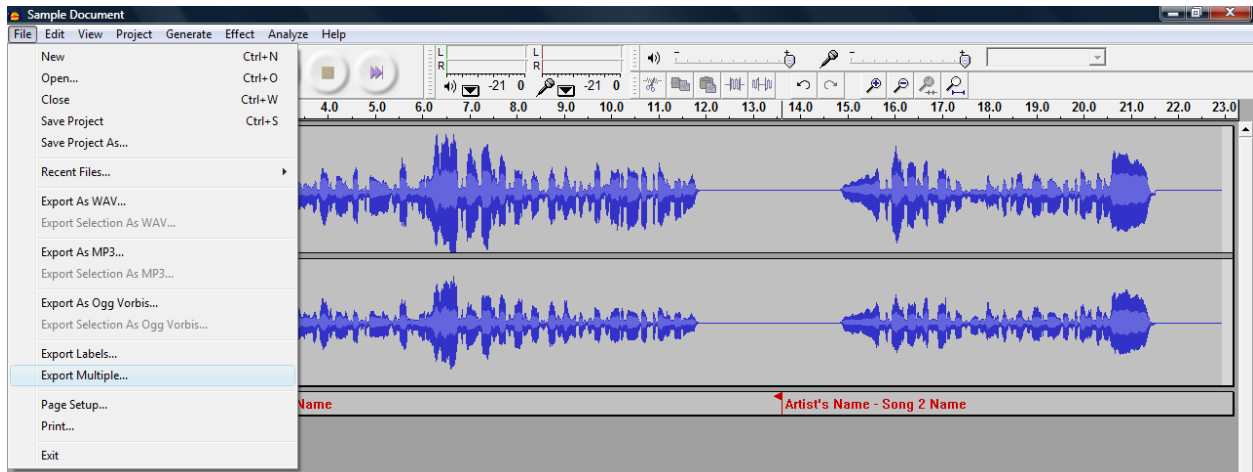 Sample Document
File Edit View Project Generate Effect Analyze Help
New Ctrl+N
Open... Ctrl+O
Close Ctrl+W
Save Project Ctrl+S
Save Project As...
Recent Files...
Export As WAV...
Export Selection As WAV...
Export As MP3...
Export Selection As MP3...
Export As Ogg Vorbis...
Export Selection As Ogg Vorbis...
Export Labels...
Export Multiple...
Page Setup...
Print...
Exit
L L
R R
-21 0 -21 0
4.0 5.0 6.0 7.0 8.0 9.0 10.0 11.0 12.0 13.0 14.0 15.0 16.0 17.0 18.0 19.0 20.0 21.0 22.0 23.0
Name Artist's Name - Song 2 Name